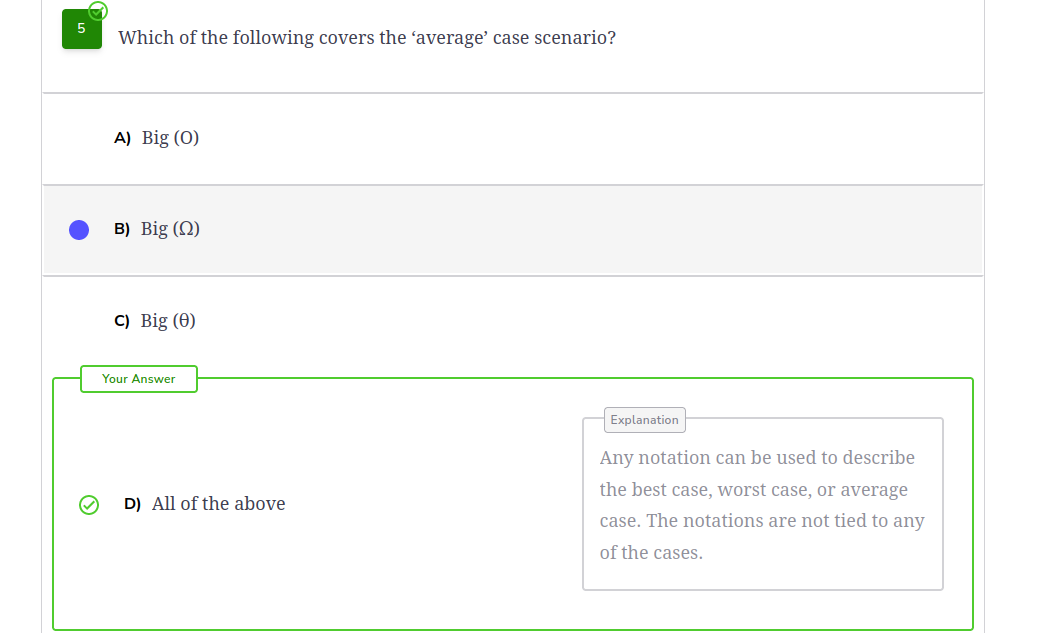 5
Which of the following covers the ‘average’ case scenario?
A) Big (O)
B) Big (Ω)
C) Big (θ)
Your Answer
D) All of the above
Explanation
Any notation can be used to describe
the best case, worst case, or average
case. The notations are not tied to any
of the cases.